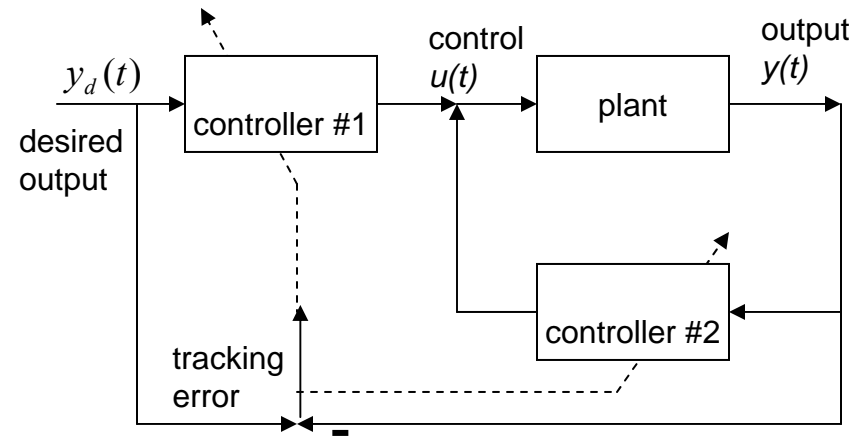 y_d(t)
desired
output
controller #1
control
u(t)
plant
output
y(t)
controller #2
tracking
error
-